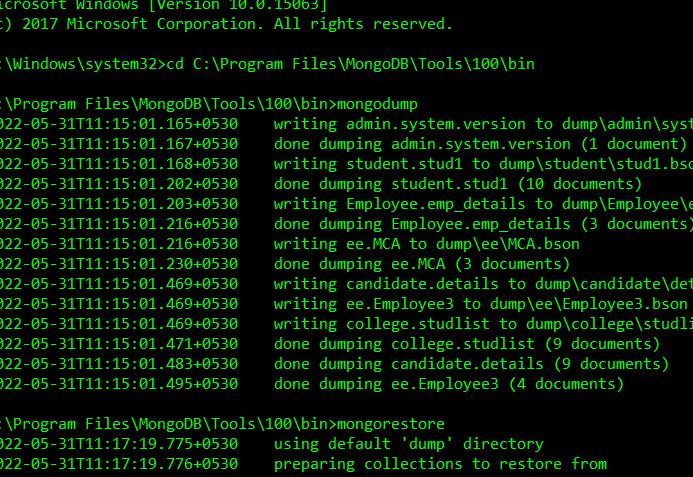 icrosoft Windows [Version 10.0.15063]
c) 2017 Microsoft Corporation. All rights reserved.
:\Windows\system32>cd C:\Program Files\MongoDB\Tools\100\bin
:\Program Files\MongoDB\Tools\100\bin>mongodump
022-05-31T11:15:01.165+0530    writing admin.system.version to dump\admin\syst
022-05-31T11:15:01.167+0530    done dumping admin.system.version (1 document)
022-05-31T11:15:01.168+0530    writing student.stud1 to dump\student\stud1.bso
022-05-31T11:15:01.202+0530    done dumping student.stud1 (10 documents)
022-05-31T11:15:01.203+0530    writing Employee.emp_details to dump\Employee\e
022-05-31T11:15:01.216+0530    done dumping Employee.emp_details (3 documents)
022-05-31T11:15:01.216+0530    writing ee.MCA to dump\ee\MCA.bson
022-05-31T11:15:01.230+0530    done dumping ee.MCA (3 documents)
022-05-31T11:15:01.469+0530    writing candidate.details to dump\candidate\det
022-05-31T11:15:01.469+0530    writing ee.Employee3 to dump\ee\Employee3.bson
022-05-31T11:15:01.469+0530    writing college.studlist to dump\college\studli
022-05-31T11:15:01.471+0530    done dumping college.studlist (9 documents)
022-05-31T11:15:01.483+0530    done dumping candidate.details (9 documents)
022-05-31T11:15:01.495+0530    done dumping ee.Employee3 (4 documents)
:\Program Files\MongoDB\Tools\100\bin>mongorestore
022-05-31T11:17:19.775+0530    using default 'dump' directory
022-05-31T11:17:19.776+0530    preparing collections to restore from